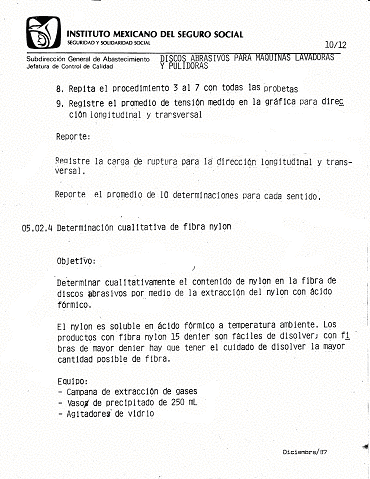 INSTITUTO MEXICANO DEL SEGURO SOCIAL
SEGURIDAD Y SOLIDARIDAD SOCIAL
10/12
Subdirección General de Abastecimiento
Jefatura de Control de Calidad
DISCOS ABRASIVOS PARA MAQUINAS LAVADORAS
Y PULIDORAS
8. Repita el procedimiento 3 al 7 con todas las probetas
9. Registre el promedio de tensión medido en la gráfica para direc
ción longitudinal y transversal
Reporte:
Registre la carga de ruptura para la dirección longitudinal y trans-
versal.
Reporte el promedio de 10 determinaciones para cada sentido.
05.02.4 Determinación cualitativa de fibra nylon
Objetivo:
Determinar cualitativamente el contenido de nylon en la fibra de
discos abrasivos por medio de la extracción del nylon con ácido
fórmico.
El nylon es soluble en ácido fórmico a temperatura ambiente. Los
productos con fibra nylon 15 denier son fáciles de disolver; con fi
bras de mayor denier hay que tener el cuidado de disolver la mayor
cantidad posible de fibra.
Equipo:
- Campana de extracción de gases
- Vaso de precipitado de 250 mL
- Agitadores de vidrio
Diciembre/87